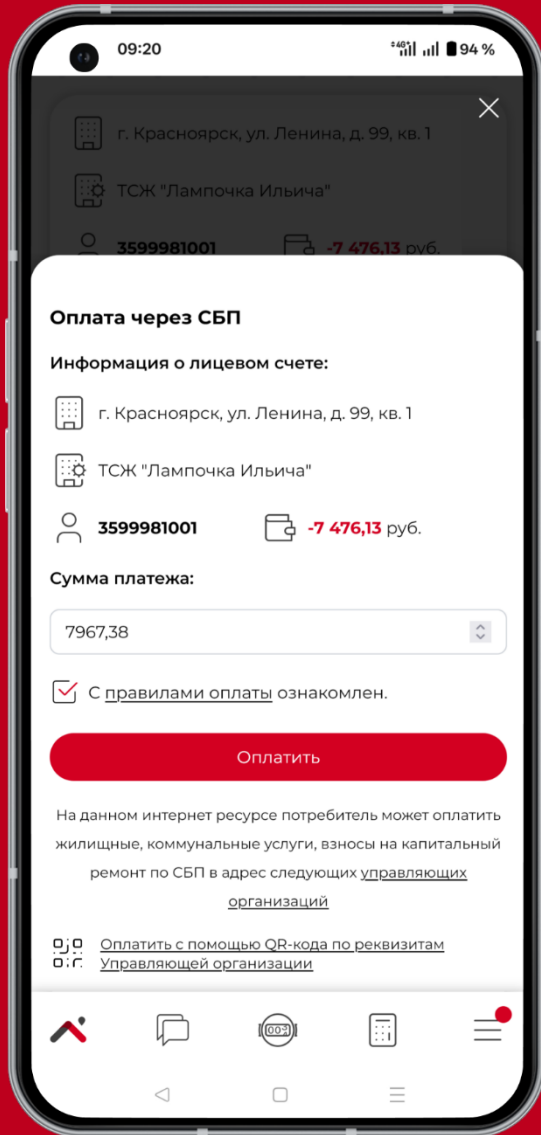 09:20
94 %
г. Красноярск, ул. Ленина, д. 99, кв. 1
ТСЖ "Лампочка Ильича"
3599981001 -7 476,13 руб.
Оплата через СБП
Информация о лицевом счете:
г. Красноярск, ул. Ленина, д. 99, кв. 1
ТСЖ "Лампочка Ильича"
3599981001 -7 476,13 руб.
Сумма платежа:
7967,38
С правилами оплаты ознакомлен.
Оплатить
На данном интернет ресурсе потребитель может оплатить
жилищные, коммунальные услуги, взносы на капитальный
ремонт по СБП в адрес следующих управляющих
организаций
Оплатить с помощью QR-кода по реквизитам
Управляющей организации